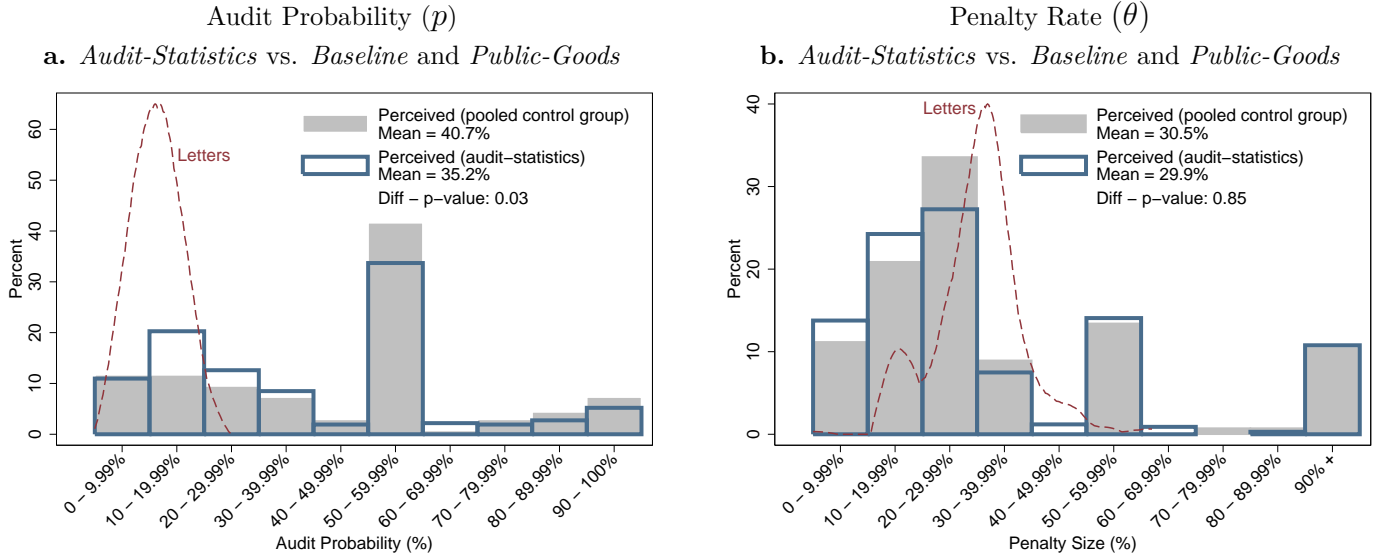 Audit Probability (p)
a. Audit-Statistics vs. Baseline and Public-Goods
Percent
0
10
20
30
40
50
60
Letters
Perceived (pooled control group)
Mean = 40.7%
Perceived (audit−statistics)
Mean = 35.2%
Diff − p−value: 0.03
0 − 9.99%
10 − 19.99%
20 − 29.99%
30 − 39.99%
40 − 49.99%
50 − 59.99%
60 − 69.99%
70 − 79.99%
80 − 89.99%
90 − 100%
Audit Probability (%)
Penalty Rate (θ)
b. Audit-Statistics vs. Baseline and Public-Goods
Percent
0
10
20
30
40
Letters
Perceived (pooled control group)
Mean = 30.5%
Perceived (audit−statistics)
Mean = 29.9%
Diff − p−value: 0.85
0 − 9.99%
10 − 19.99%
20 − 29.99%
30 − 39.99%
40 − 49.99%
50 − 59.99%
60 − 69.99%
70 − 79.99%
80 − 89.99%
90% +
Penalty Size (%)